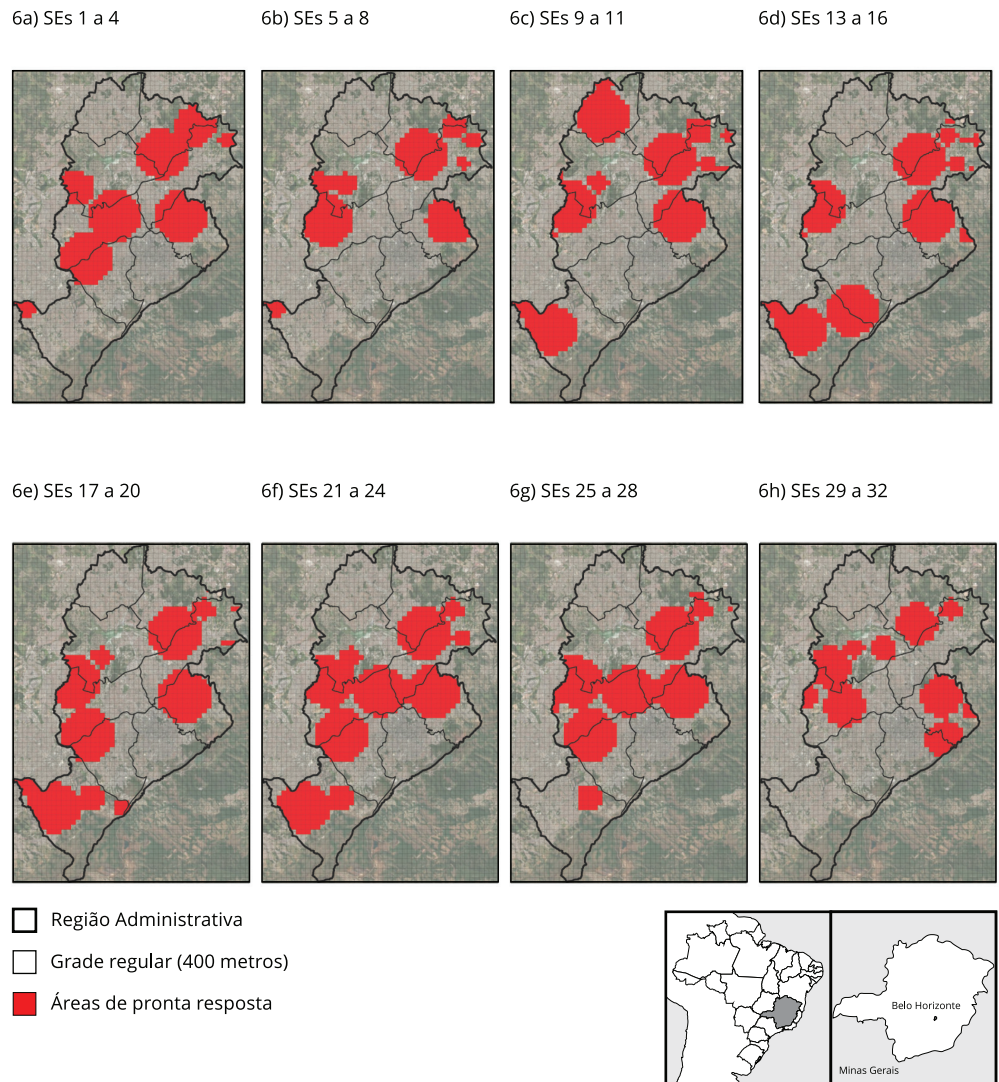 6a) SEs 1 a 4
6b) SEs 5 a 8
6c) SEs 9 a 11
6d) SEs 13 a 16
6e) SEs 17 a 20
6f) SEs 21 a 24
6g) SEs 25 a 28
6h) SEs 29 a 32
Região Administrativa
Grade regular (400 metros)
Áreas de pronta resposta
Belo Horizonte
Minas Gerais